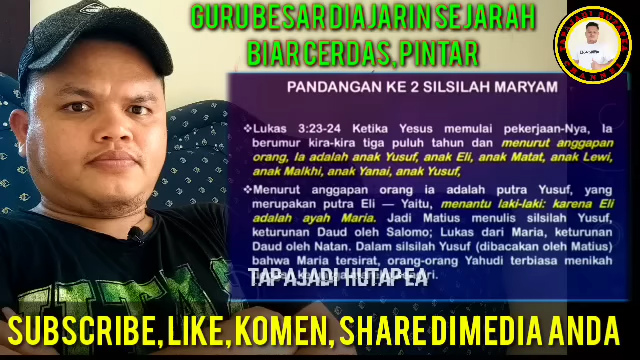 GURU BESAR DIAJARIN SEJARAH
BIAR CERDAS, PINTAR
PANDANGAN KE 2 SILSILAH MARYAM
❖Lukas 3:23-24 Ketika Yesus memulai pekerjaan-Nya, Ia
berumur kira-kira tiga puluh tahun dan menurut anggapan
orang, Ia adalah anak Yusuf, anak Eli, anak Matat, anak Lewi,
anak Malkhi, anak Yanai, anak Yusuf,
❖Menurut anggapan orang ia adalah putra Yusuf, yang
merupakan putra Eli — Yaitu, menantu laki-laki: karena Eli
adalah ayah Maria. Jadi Matius menulis silsilah Yusuf,
keturunan Daud oleh Salomo; Lukas dari Maria, keturunan
Daud oleh Natan. Dalam silsilah Yusuf (dibacakan oleh Matius)
bahwa Maria tersirat, orang-orang Yahudi terbiasa menikah
TAPAJADI HUTAPEA
SUBSCRIBE, LIKE, KOMEN, SHARE DI MEDIA ANDA